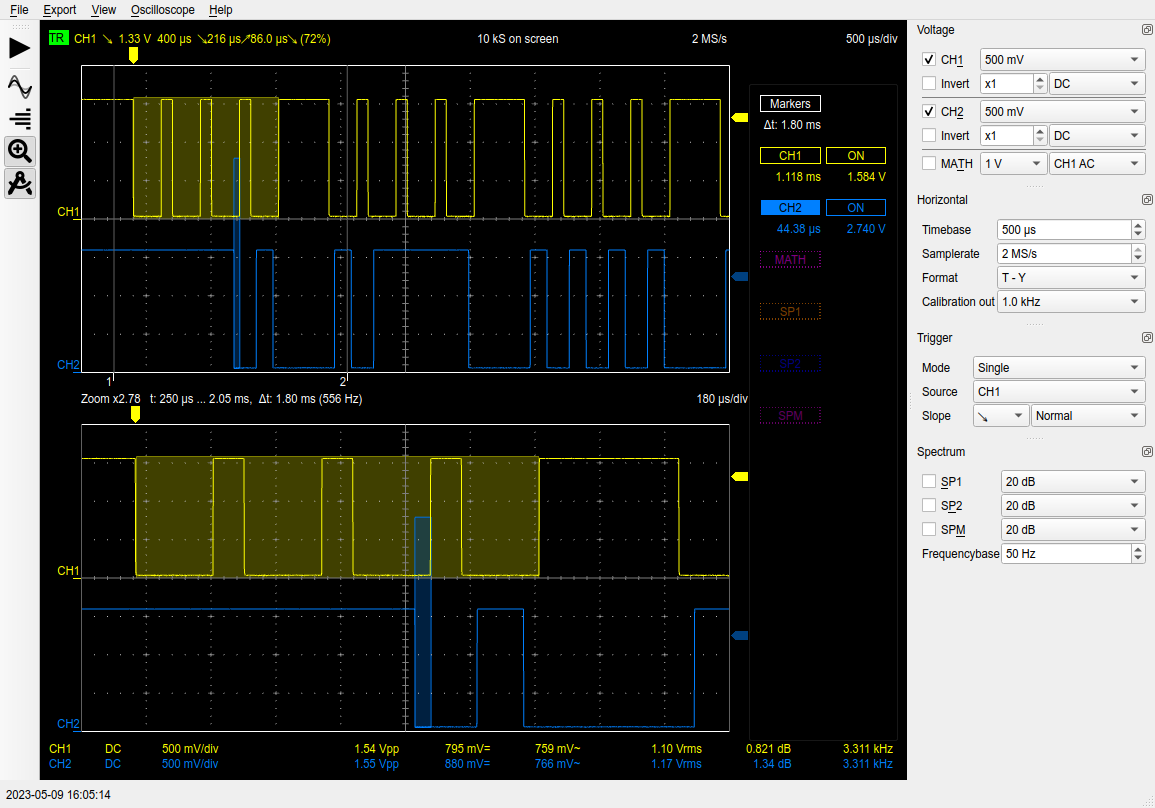 File Export View Oscilloscope Help
TR CH1 ↘ 1.33 V 400 µs ↘216 µs↗86.0 µs↘ (72%) 10 kS on screen 2 MS/s 500 µs/div
CH1
CH2
1 2
Zoom x2.78 t: 250 µs ... 2.05 ms, Δt: 1.80 ms (556 Hz) 180 µs/div
CH1
CH2
CH1 DC 500 mV/div 1.54 Vpp 795 mV= 759 mV~ 1.10 Vrms 0.821 dB 3.311 kHz
CH2 DC 500 mV/div 1.55 Vpp 880 mV= 766 mV~ 1.17 Vrms 1.34 dB 3.311 kHz
Markers
Δt: 1.80 ms
CH1 ON
1.118 ms 1.584 V
CH2 ON
44.38 µs 2.740 V
MATH
SP1
SP2
SPM
Voltage
CH1 500 mV
Invert x1 DC
CH2 500 mV
Invert x1 DC
MATH 1 V CH1 AC
Horizontal
Timebase 500 µs
Samplerate 2 MS/s
Format T - Y
Calibration out 1.0 kHz
Trigger
Mode Single
Source CH1
Slope ↘ Normal
Spectrum
SP1 20 dB
SP2 20 dB
SPM 20 dB
Frequencybase 50 Hz
2023-05-09 16:05:14